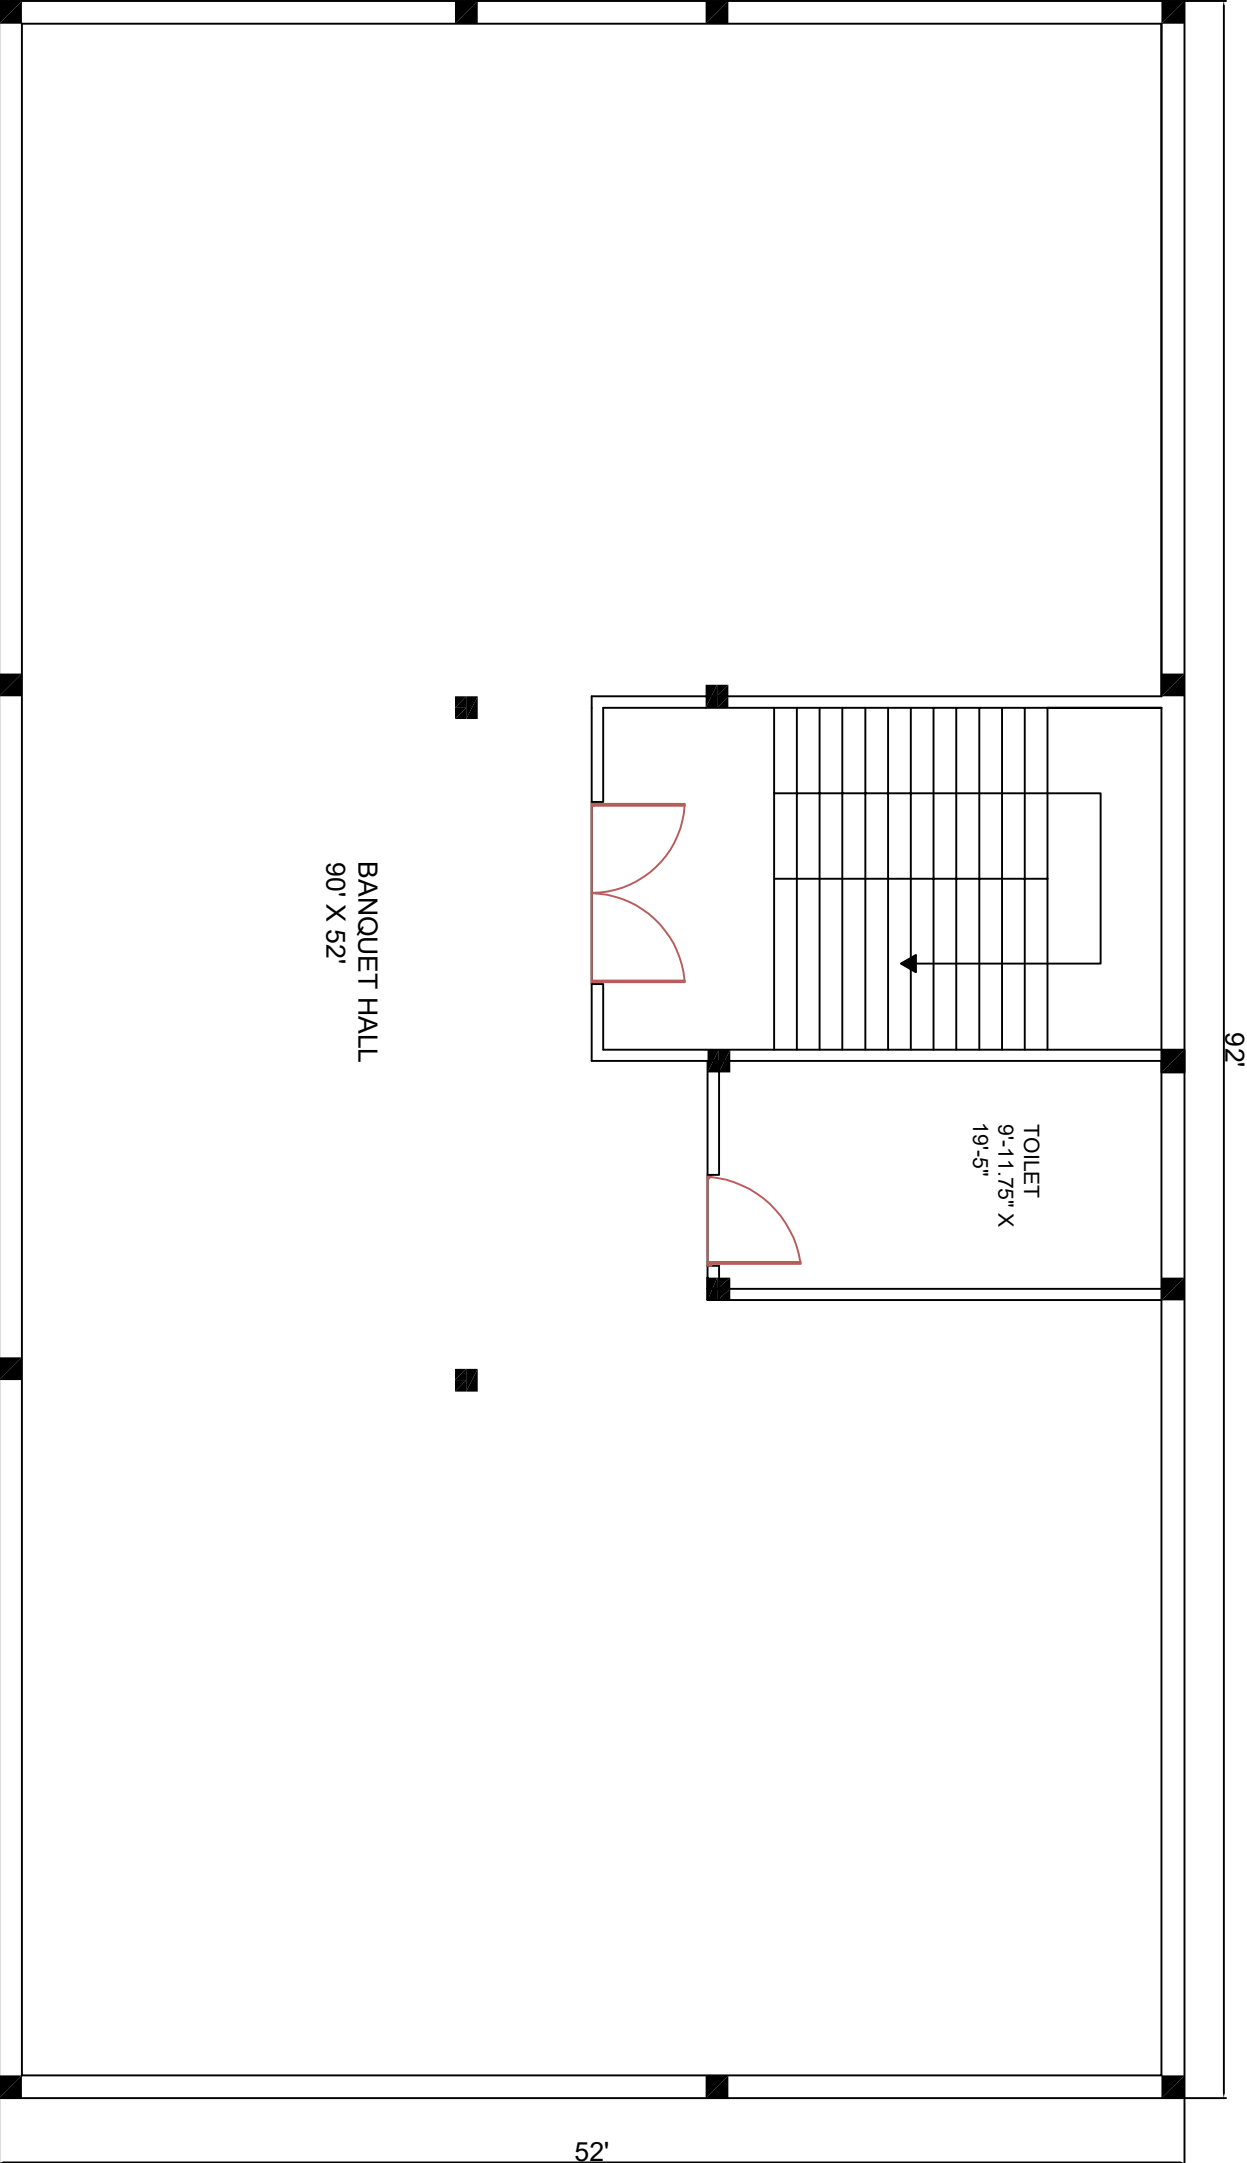 BANQUET HALL
90' X 52'
TOILET
9'-11.75" X
19'-5"
92'
52'